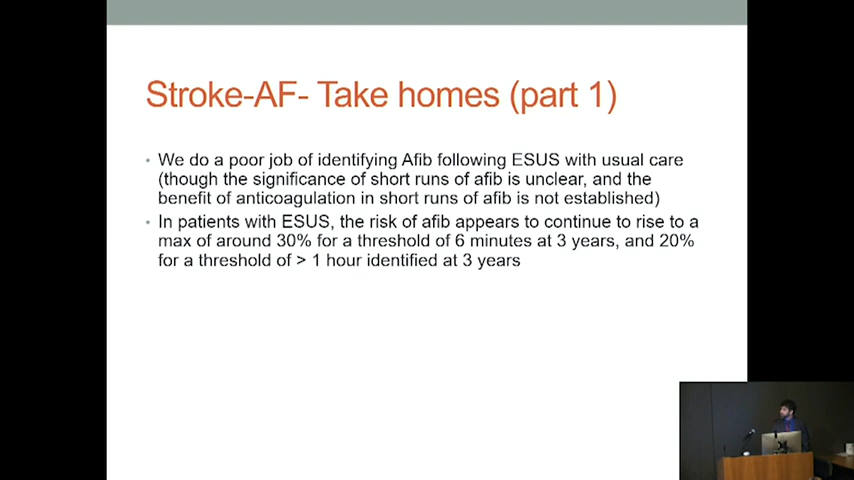 Stroke-AF- Take homes (part 1)
• We do a poor job of identifying Afib following ESUS with usual care
(though the significance of short runs of afib is unclear, and the
benefit of anticoagulation in short runs of afib is not established)
• In patients with ESUS, the risk of afib appears to continue to rise to a
max of around 30% for a threshold of 6 minutes at 3 years, and 20%
for a threshold of > 1 hour identified at 3 years